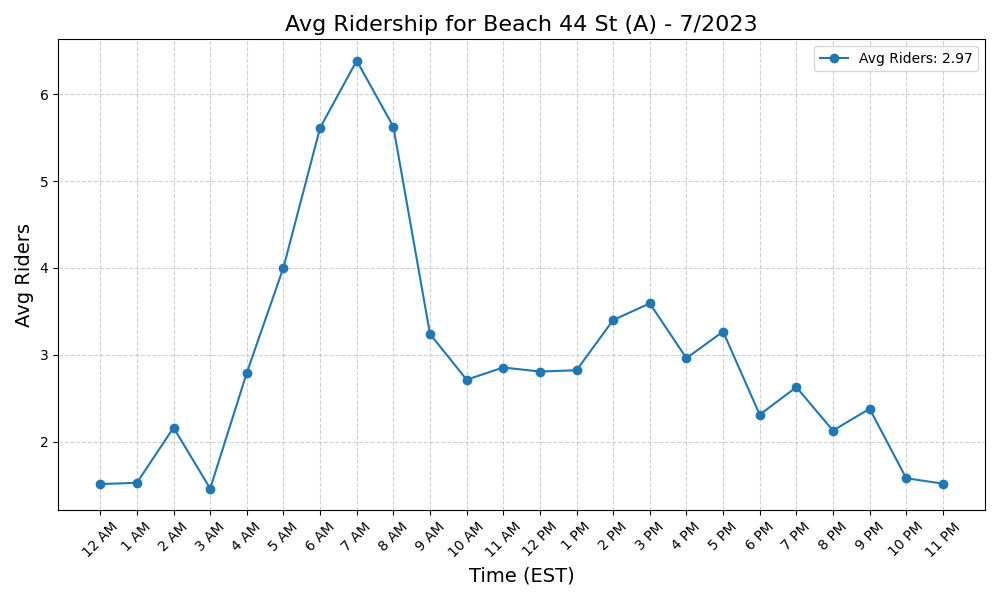 Avg Ridership for Beach 44 St (A) - 7/2023
Avg Riders: 2.97
Avg Riders
6
5
4
3
2
12 AM
1 AM
2 AM
3 AM
4 AM
5 AM
6 AM
7 AM
8 AM
9 AM
10 AM
11 AM
12 PM
1 PM
2 PM
3 PM
4 PM
5 PM
6 PM
7 PM
8 PM
9 PM
10 PM
11 PM
Time (EST)